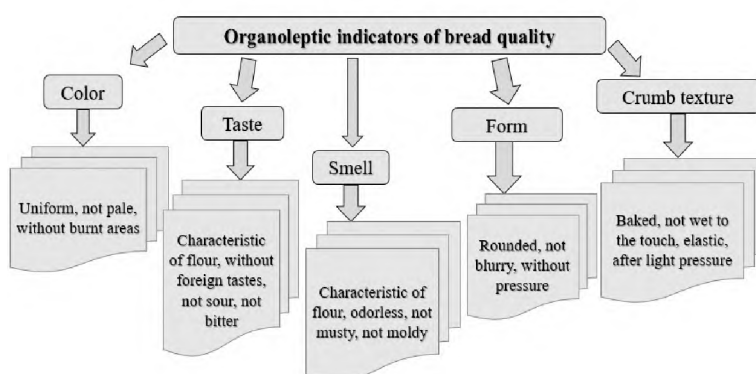 Organoleptic indicators of bread quality
Color
Uniform, not pale,
without burnt areas
Taste
Characteristic
of flour, without
foreign tastes,
not sour, not
bitter
Smell
Characteristic of
flour, odorless, not
musty, not moldy
Form
Rounded, not
blurry, without
pressure
Crumb texture
Baked, not wet to
the touch, elastic,
after light pressure